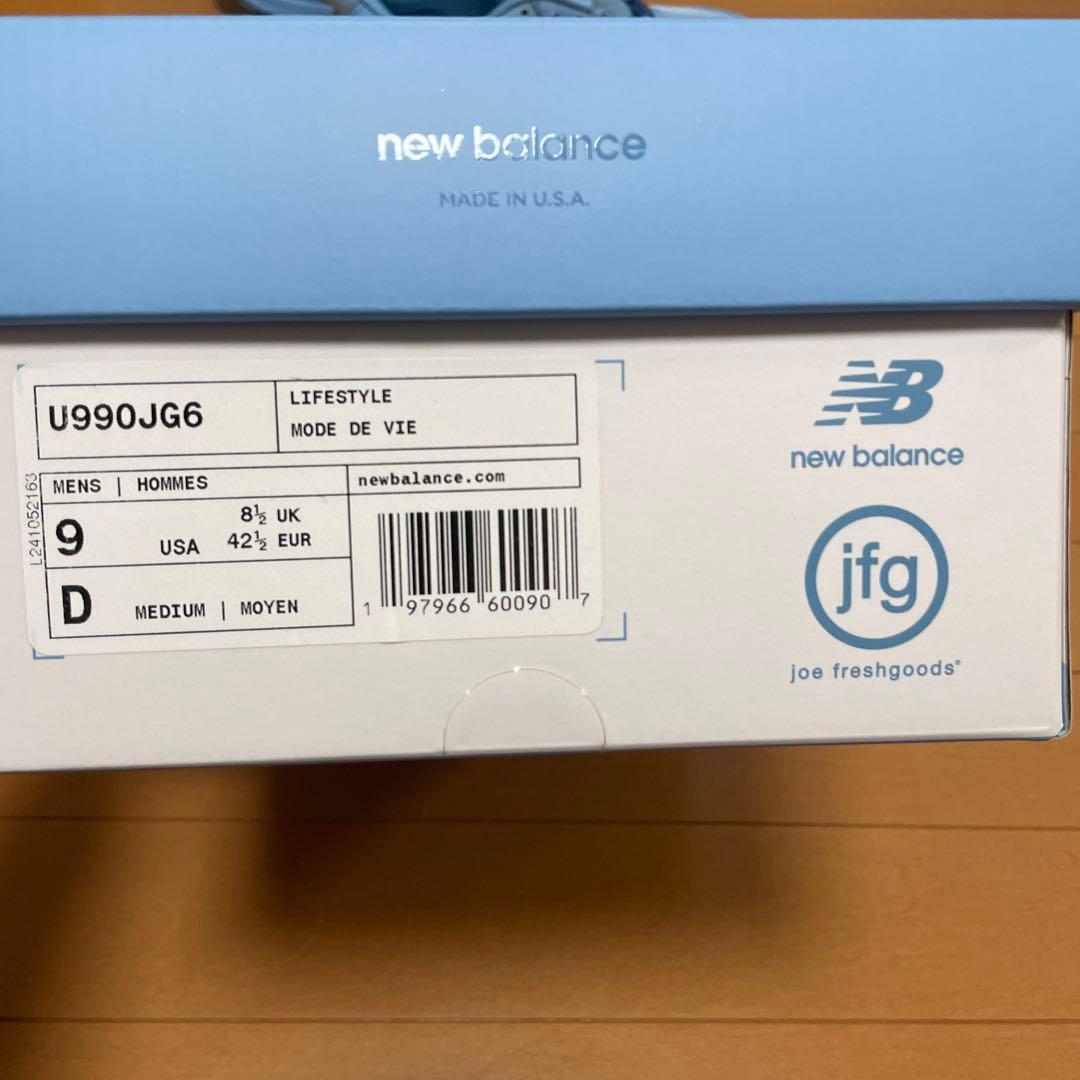 new balance
MADE IN U.S.A.
U990JG6
LIFESTYLE
MODE DE VIE
MENS | HOMMES
newbalance.com
9 USA
8½ UK
42½ EUR
D MEDIUM | MOYEN
L241052163
1 97966 60090 7
NB
new balance
jfg
joe freshgoods®